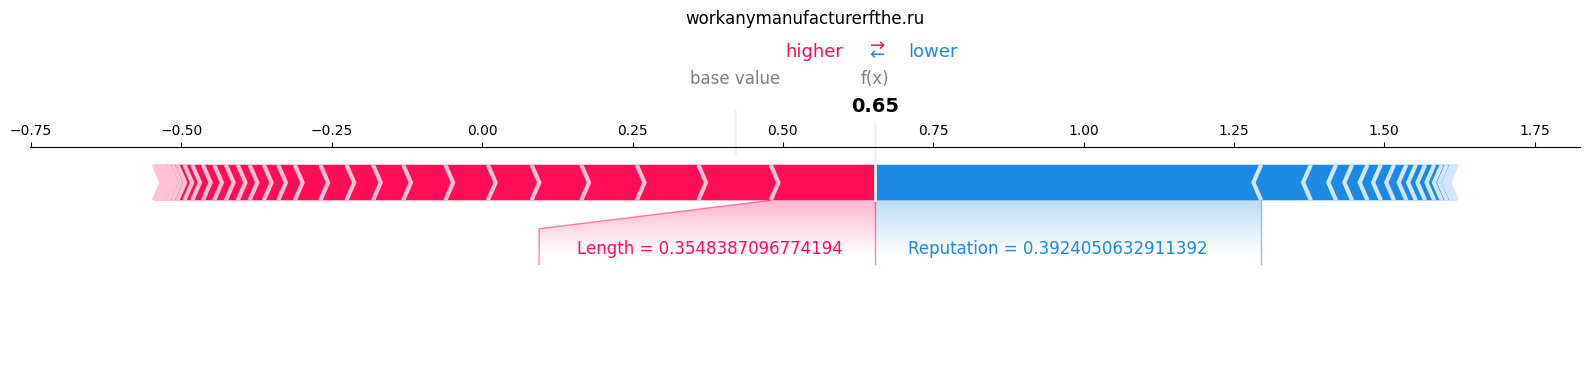 workanymanufacturerfthe.ru
higher ⇄ lower
base value f(x)
0.65
−0.75 −0.50 −0.25 0.00 0.25 0.50 0.75 1.00 1.25 1.50 1.75
Length = 0.3548387096774194 Reputation = 0.3924050632911392